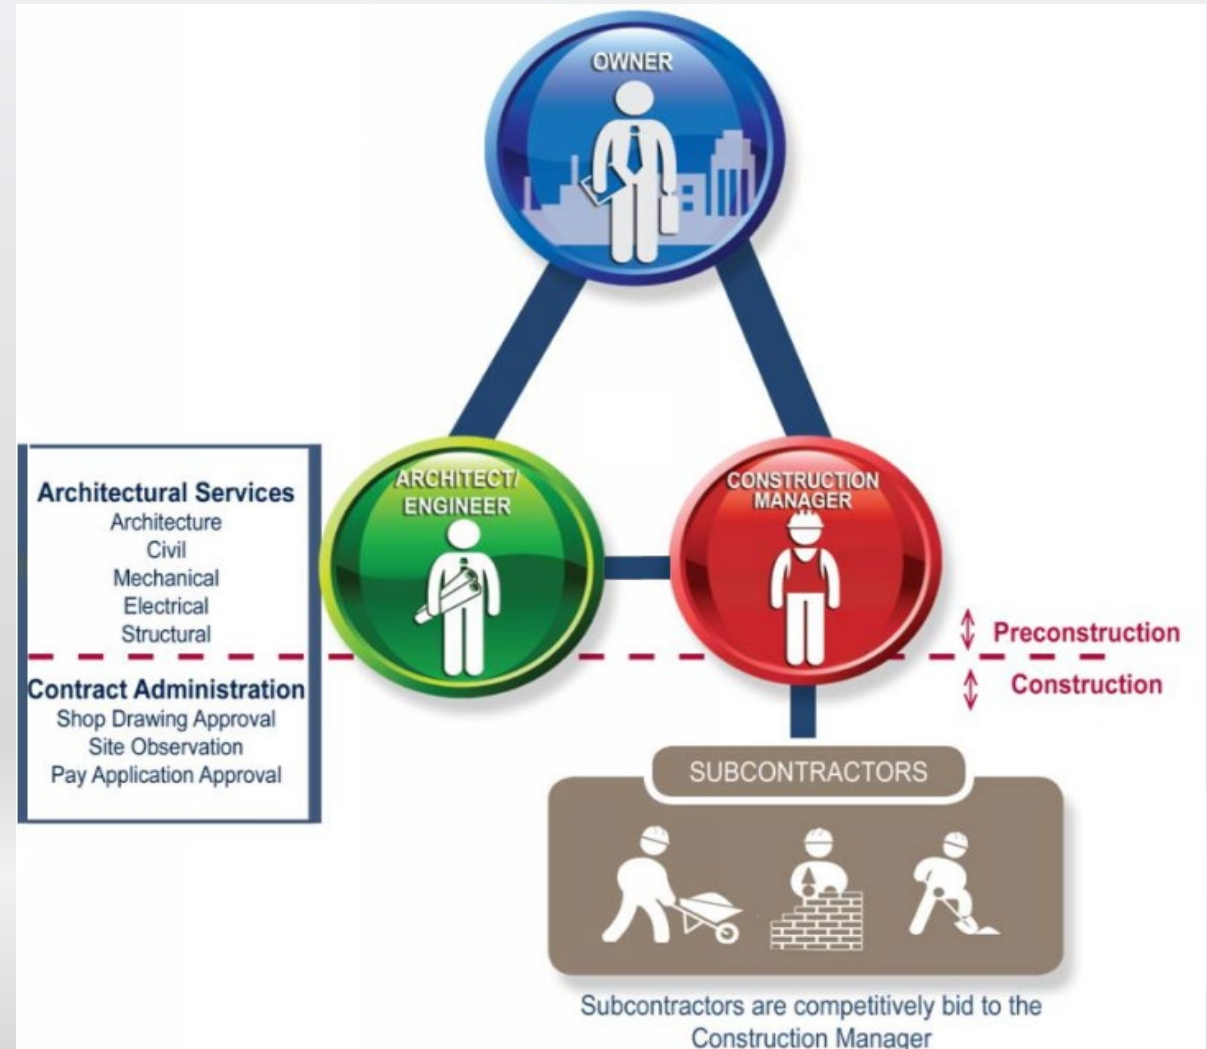 OWNER
ARCHITECT/
ENGINEER
CONSTRUCTION
MANAGER
Architectural Services
Architecture
Civil
Mechanical
Electrical
Structural
Contract Administration
Shop Drawing Approval
Site Observation
Pay Application Approval
Preconstruction
Construction
SUBCONTRACTORS
Subcontractors are competitively bid to the
Construction Manager